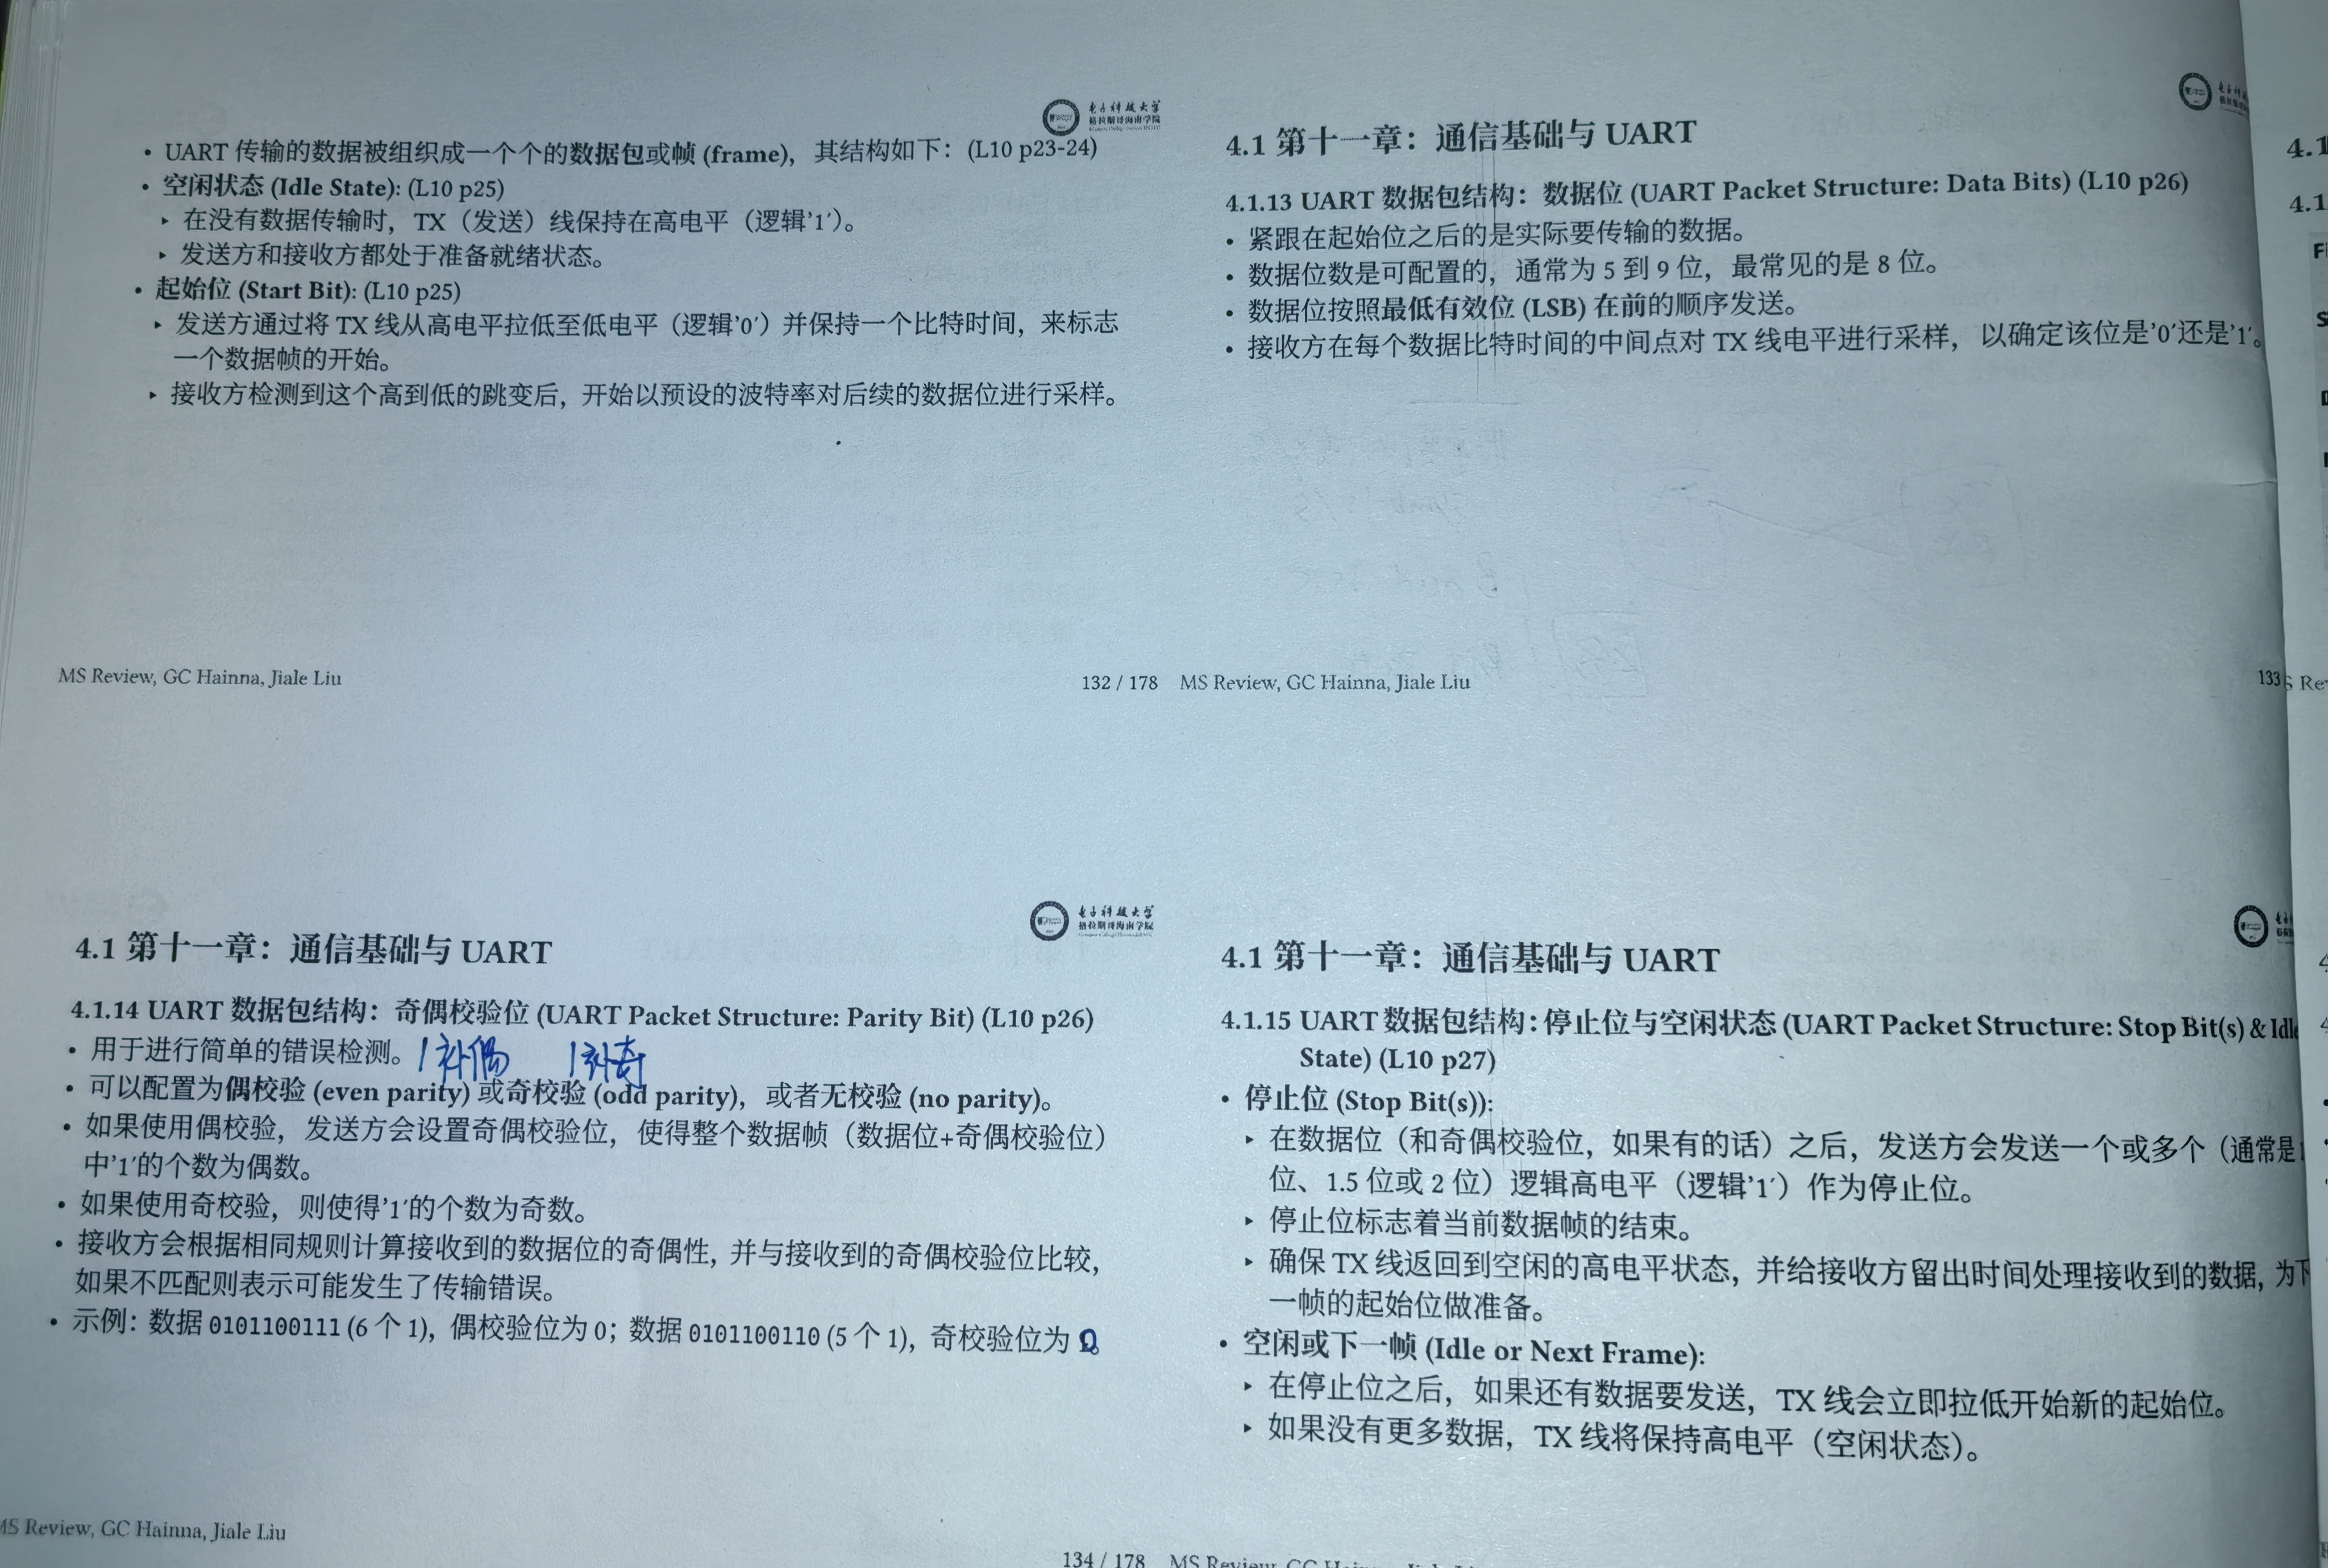 电子科技大学
格拉斯哥海南学院
• UART 传输的数据被组织成一个个的数据包或帧 (frame)，其结构如下：(L10 p23-24)
• 空闲状态 (Idle State): (L10 p25)
‣ 在没有数据传输时，TX（发送）线保持在高电平（逻辑'1'）。
‣ 发送方和接收方都处于准备就绪状态。
• 起始位 (Start Bit): (L10 p25)
‣ 发送方通过将 TX 线从高电平拉低至低电平（逻辑'0'）并保持一个比特时间，来标志
一个数据帧的开始。
‣ 接收方检测到这个高到低的跳变后，开始以预设的波特率对后续的数据位进行采样。
MS Review, GC Hainna, Jiale Liu
132 / 178
4.1 第十一章：通信基础与 UART
4.1.13 UART 数据包结构：数据位 (UART Packet Structure: Data Bits) (L10 p26)
• 紧跟在起始位之后的是实际要传输的数据。
• 数据位数是可配置的，通常为 5 到 9 位，最常见的是 8 位。
• 数据位按照最低有效位 (LSB) 在前的顺序发送。
• 接收方在每个数据比特时间的中间点对 TX 线电平进行采样，以确定该位是'0'还是'1'。
MS Review, GC Hainna, Jiale Liu
133
电子科技大学
格拉斯哥海南学院
4.1 第十一章：通信基础与 UART
4.1.14 UART 数据包结构：奇偶校验位 (UART Packet Structure: Parity Bit) (L10 p26)
• 用于进行简单的错误检测。 1补偶 1补奇
• 可以配置为偶校验 (even parity) 或奇校验 (odd parity)，或者无校验 (no parity)。
• 如果使用偶校验，发送方会设置奇偶校验位，使得整个数据帧（数据位+奇偶校验位）
中'1'的个数为偶数。
• 如果使用奇校验，则使得'1'的个数为奇数。
• 接收方会根据相同规则计算接收到的数据位的奇偶性，并与接收到的奇偶校验位比较，
如果不匹配则表示可能发生了传输错误。
• 示例：数据 0101100111 (6 个 1)，偶校验位为 0；数据 0101100110 (5 个 1)，奇校验位为 0。
MS Review, GC Hainna, Jiale Liu
134 / 178
4.1 第十一章：通信基础与 UART
4.1.15 UART 数据包结构：停止位与空闲状态 (UART Packet Structure: Stop Bit(s) & Idle
State) (L10 p27)
• 停止位 (Stop Bit(s)):
‣ 在数据位（和奇偶校验位，如果有的话）之后，发送方会发送一个或多个（通常是
位、1.5 位或 2 位）逻辑高电平（逻辑'1'）作为停止位。
‣ 停止位标志着当前数据帧的结束。
‣ 确保 TX 线返回到空闲的高电平状态，并给接收方留出时间处理接收到的数据，为下
一帧的起始位做准备。
• 空闲或下一帧 (Idle or Next Frame):
‣ 在停止位之后，如果还有数据要发送，TX 线会立即拉低开始新的起始位。
‣ 如果没有更多数据，TX 线将保持高电平（空闲状态）。